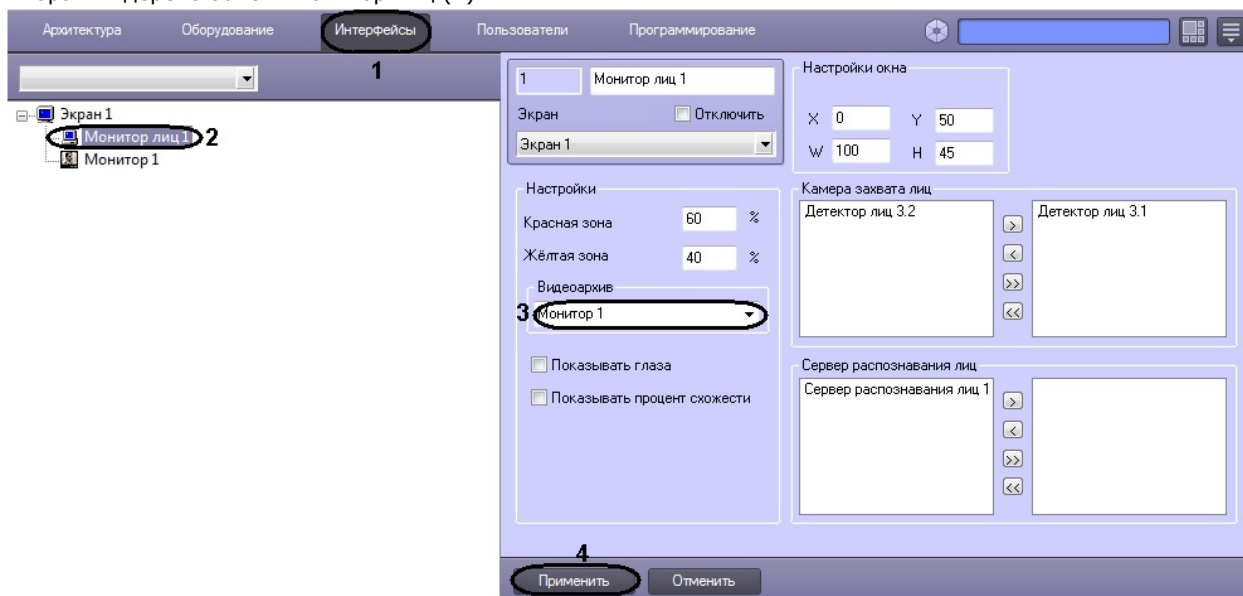 Архитектура Оборудование Интерфейсы Пользователи Программирование
1
1 Монитор лиц 1
Экран Отключить
Экран 1
Настройки окна
X 0 Y 50
W 100 H 45
Экран 1
Монитор лиц 1 2
Монитор 1
Настройки
Красная зона 60 %
Жёлтая зона 40 %
Видеоархив
3 Монитор 1
Показывать глаза
Показывать процент схожести
Камера захвата лиц
Детектор лиц 3.2 Детектор лиц 3.1
>
<
>>
<<
Сервер распознавания лиц
Сервер распознавания лиц 1
>
<
>>
<<
4
Применить Отменить